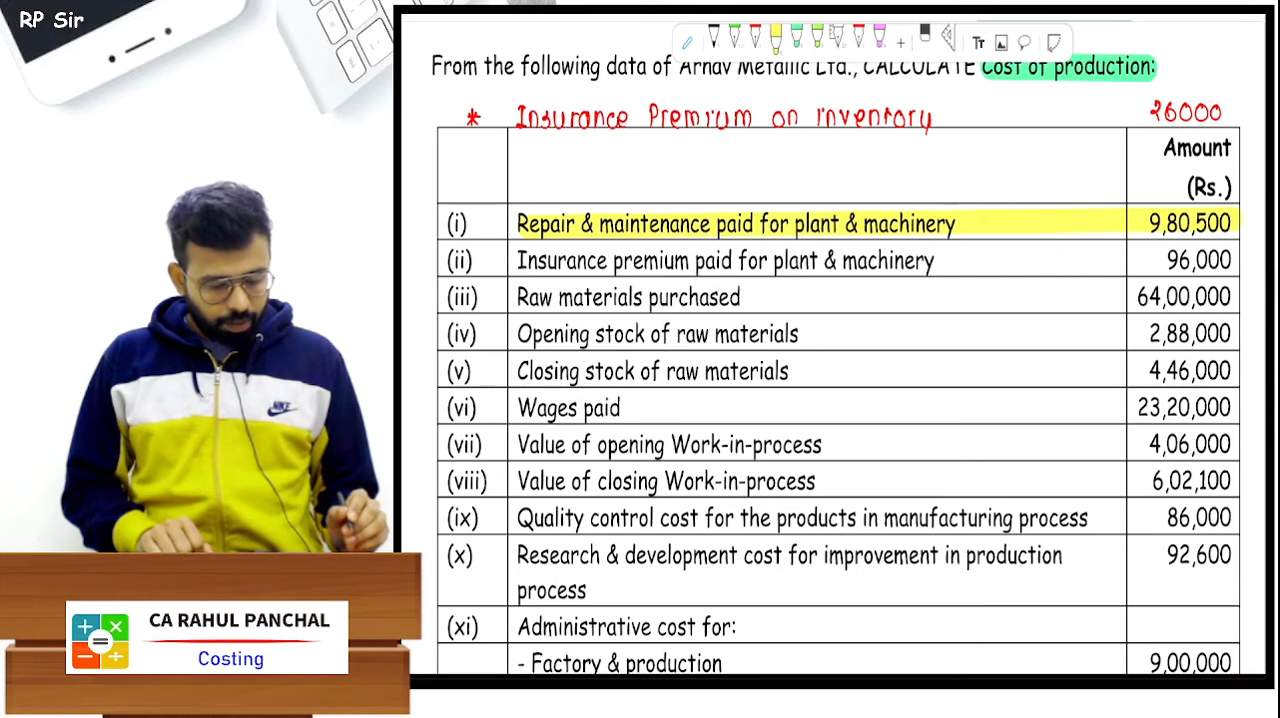 RP Sir
From the following data of Arnav Metallic Ltd., CALCULATE Cost of production:
* Insurance Premium on inventory 26000
Amount
(Rs.)
(i) Repair & maintenance paid for plant & machinery 9,80,500
(ii) Insurance premium paid for plant & machinery 96,000
(iii) Raw materials purchased 64,00,000
(iv) Opening stock of raw materials 2,88,000
(v) Closing stock of raw materials 4,46,000
(vi) Wages paid 23,20,000
(vii) Value of opening Work-in-process 4,06,000
(viii) Value of closing Work-in-process 6,02,100
(ix) Quality control cost for the products in manufacturing process 86,000
(x) Research & development cost for improvement in production 92,600
process
(xi) Administrative cost for:
- Factory & production 9,00,000
NIKE
CA RAHUL PANCHAL
Costing
Tт